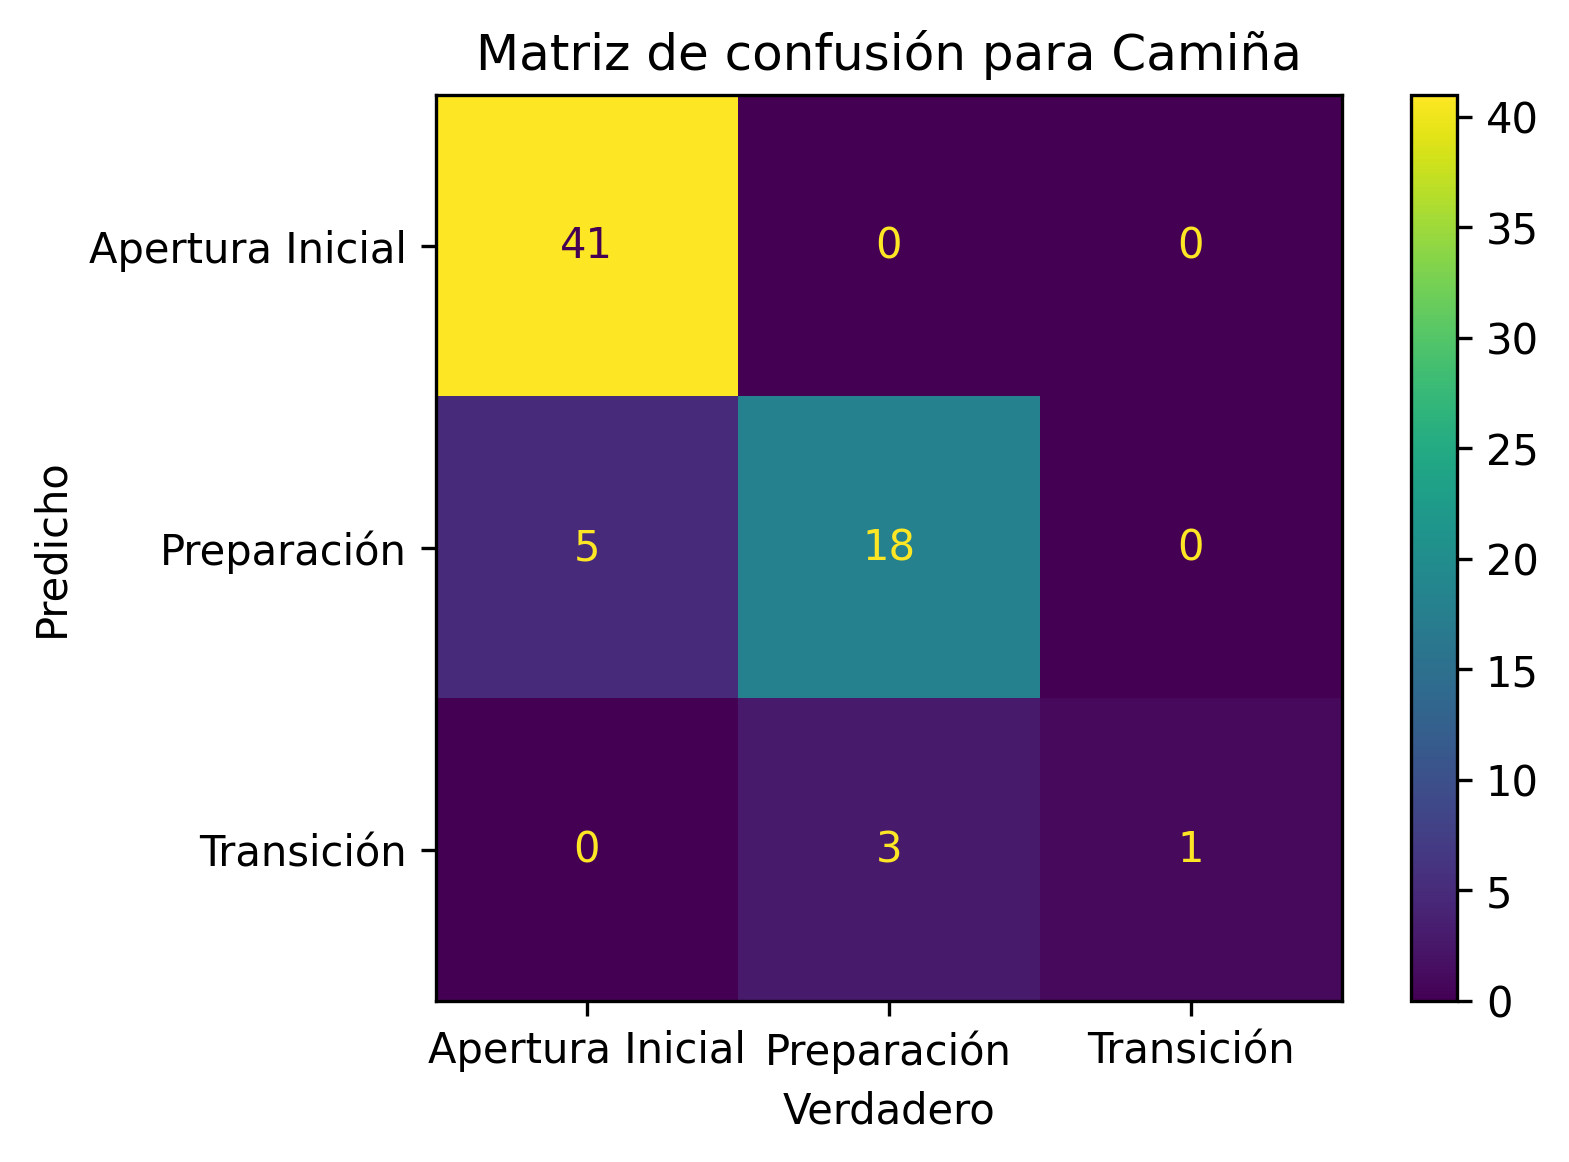 Matriz de confusión para Camiña
Predicho
Apertura Inicial
41 0 0
Preparación
5 18 0
Transición
0 3 1
Apertura Inicial Preparación Transición
Verdadero
40
35
30
25
20
15
10
5
0